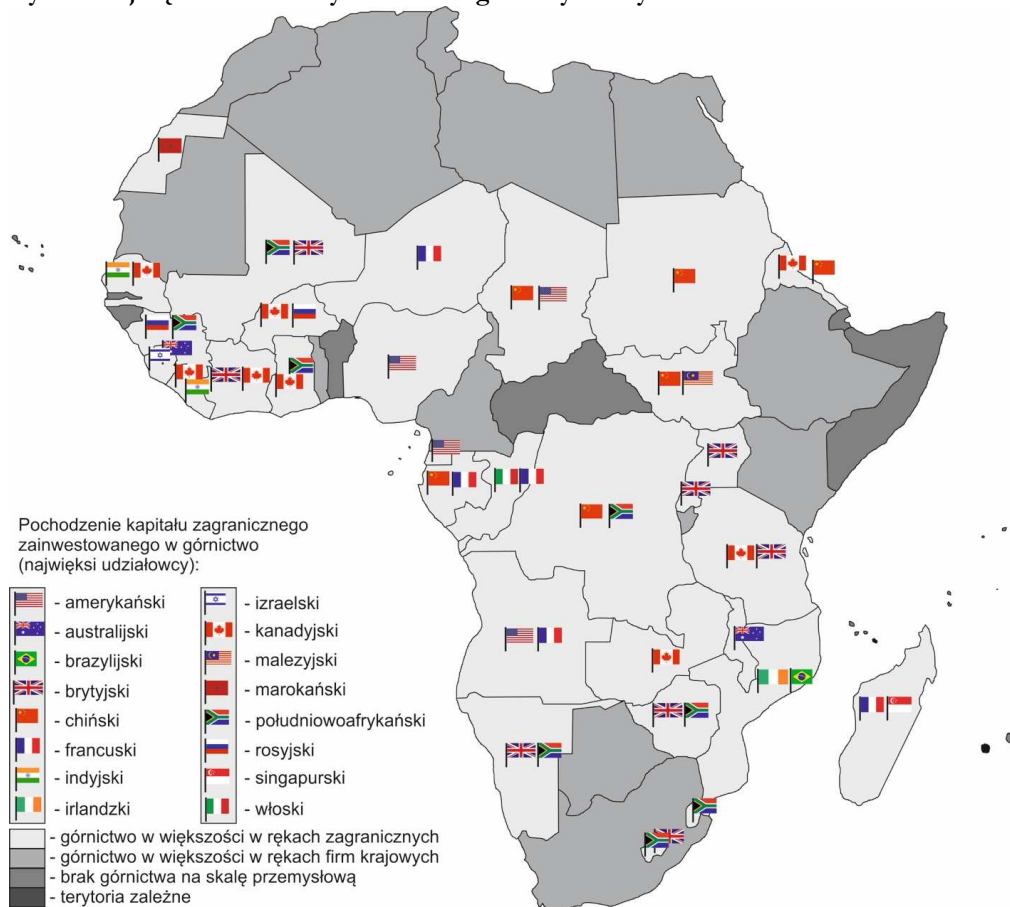 Pochodzenie kapitału zagranicznego
zainwestowanego w górnictwo
(najwięksi udziałowcy):
- amerykański
- australijski
- brazylijski
- brytyjski
- chiński
- francuski
- indyjski
- irlandzki
- izraelski
- kanadyjski
- malezyjski
- marokański
- południowoafrykański
- rosyjski
- singapurski
- włoski
- górnictwo w większości w rękach zagranicznych
- górnictwo w większości w rękach firm krajowych
- brak górnictwa na skalę przemysłową
- terytoria zależne